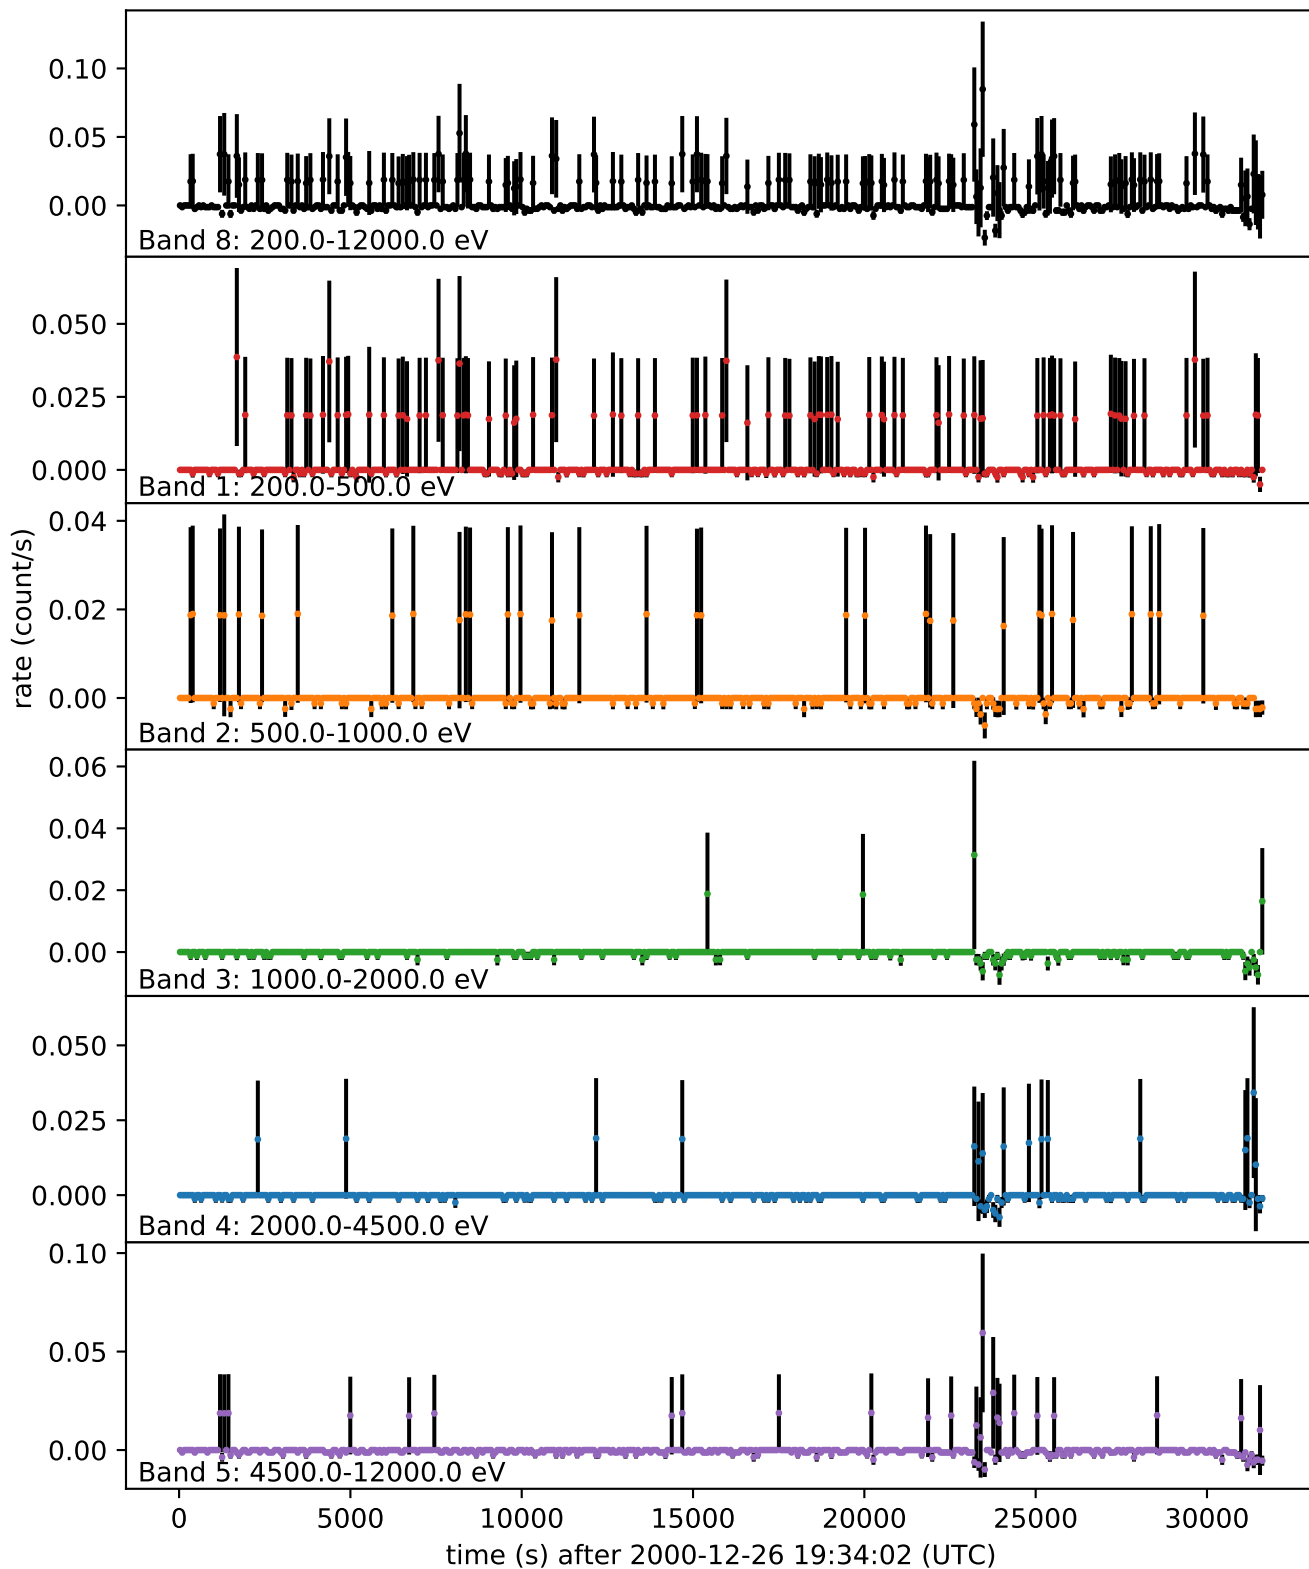 0.10
0.05
0.00
Band 8: 200.0-12000.0 eV
0.050
0.025
0.000
Band 1: 200.0-500.0 eV
0.04
0.02
0.00
Band 2: 500.0-1000.0 eV
rate (count/s)
0.06
0.04
0.02
0.00
Band 3: 1000.0-2000.0 eV
0.050
0.025
0.000
Band 4: 2000.0-4500.0 eV
0.10
0.05
0.00
Band 5: 4500.0-12000.0 eV
0 5000 10000 15000 20000 25000 30000
time (s) after 2000-12-26 19:34:02 (UTC)